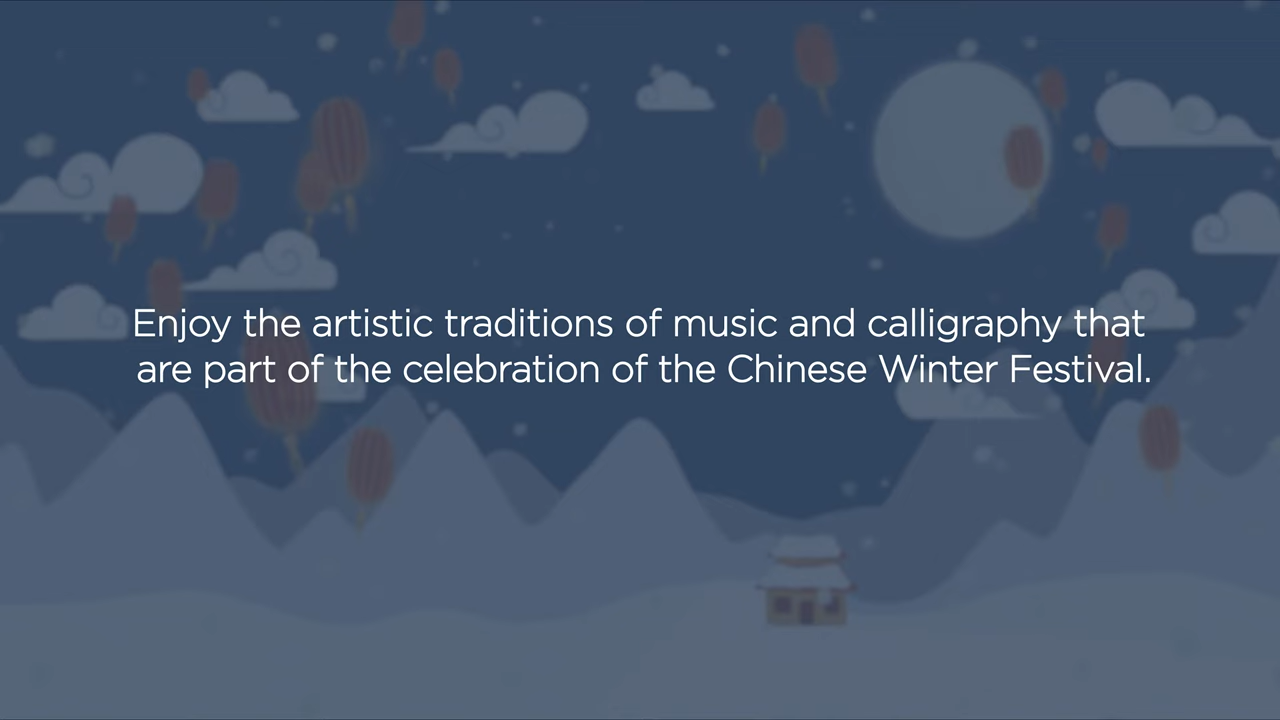 Enjoy the artistic traditions of music and calligraphy that
are part of the celebration of the Chinese Winter Festival.